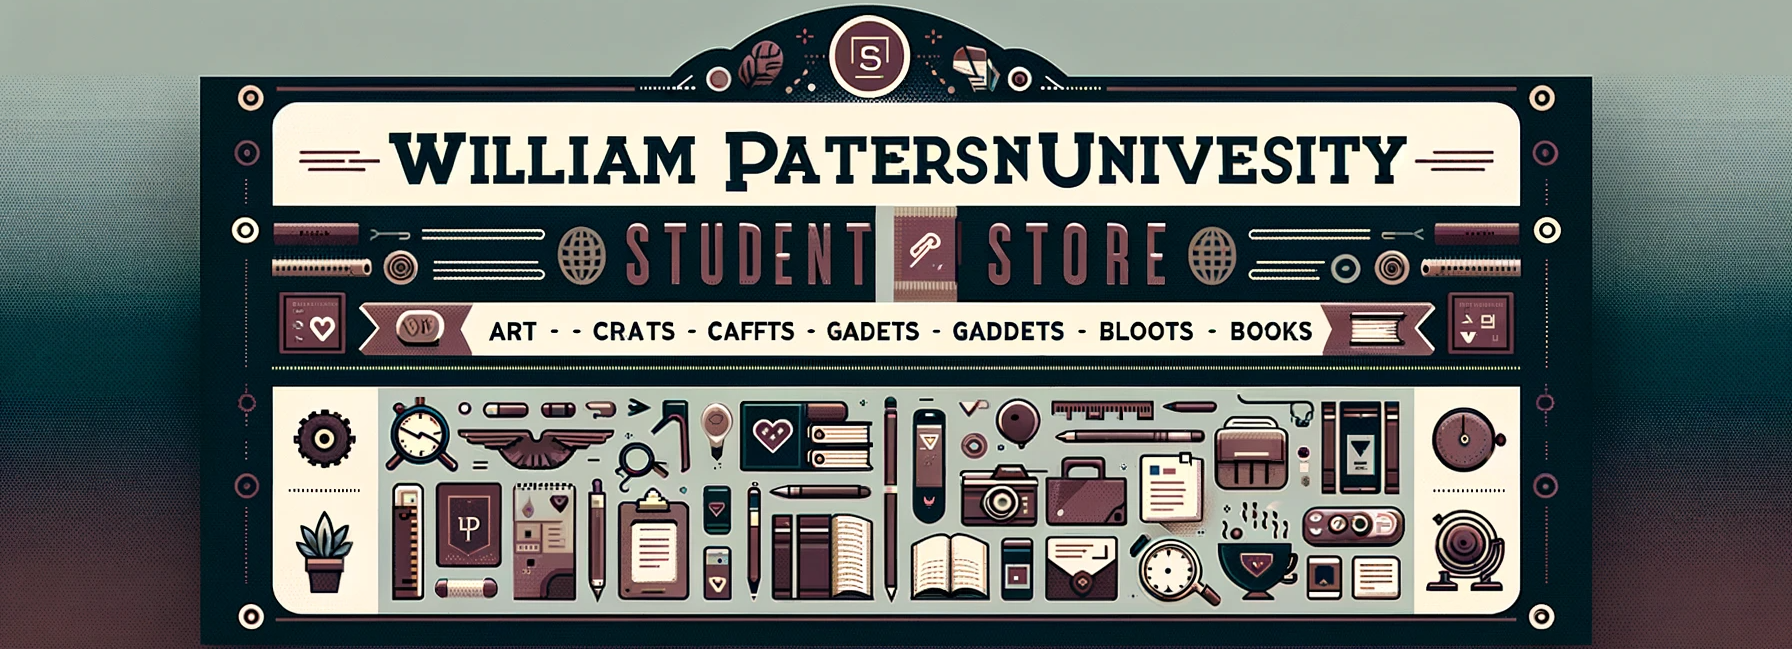 S
WILLIAM PATERSNUNIVESITY
STUDENT STORE
ART - - CRATS - CAFFTS - GADETS - GADDETS - BLOOTS - BOOKS